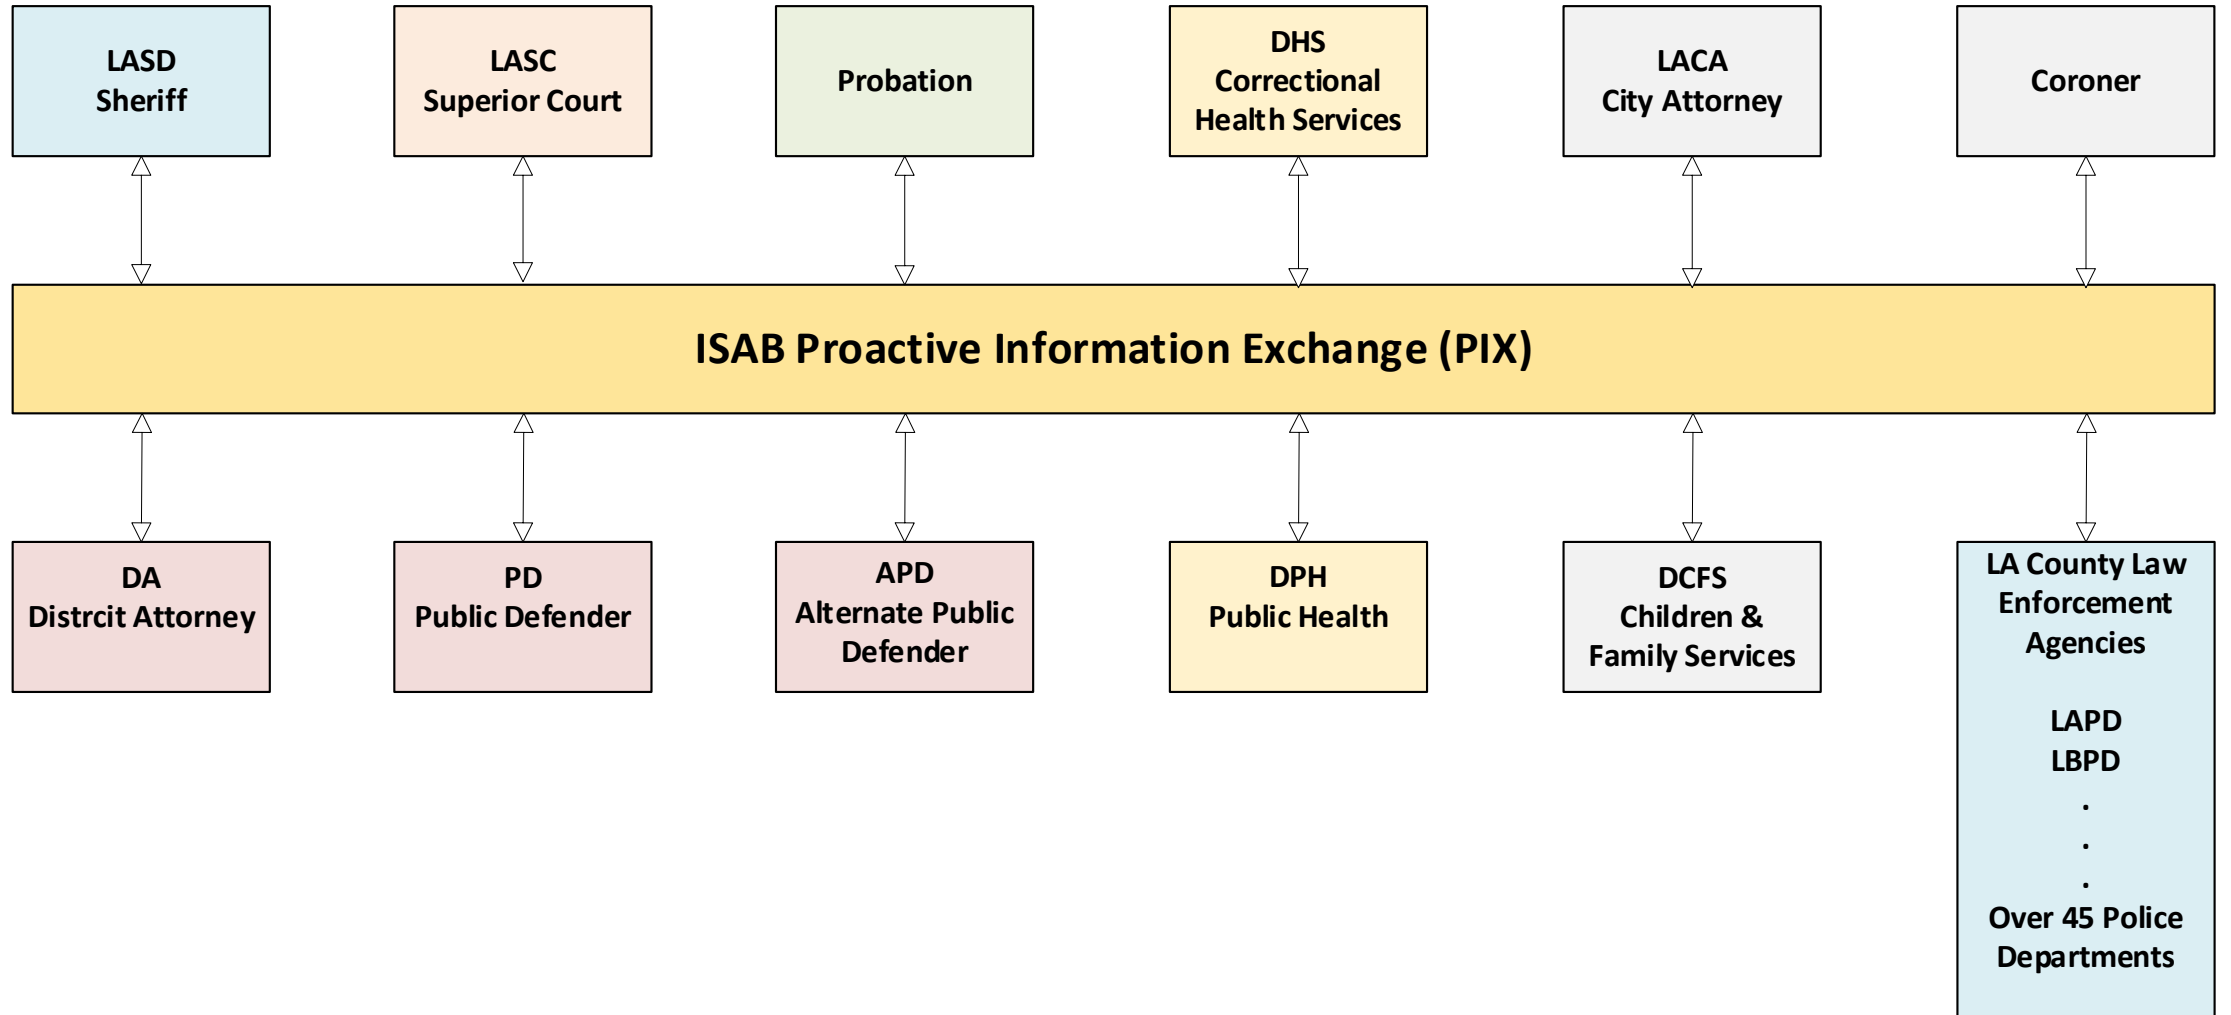 LASD
Sheriff
LASC
Superior Court
Probation
DHS
Correctional
Health Services
LACA
City Attorney
Coroner
ISAB Proactive Information Exchange (PIX)
DA
Distrcit Attorney
PD
Public Defender
APD
Alternate Public
Defender
DPH
Public Health
DCFS
Children &
Family Services
LA County Law
Enforcement
Agencies
LAPD
LBPD
.
.
.
Over 45 Police
Departments